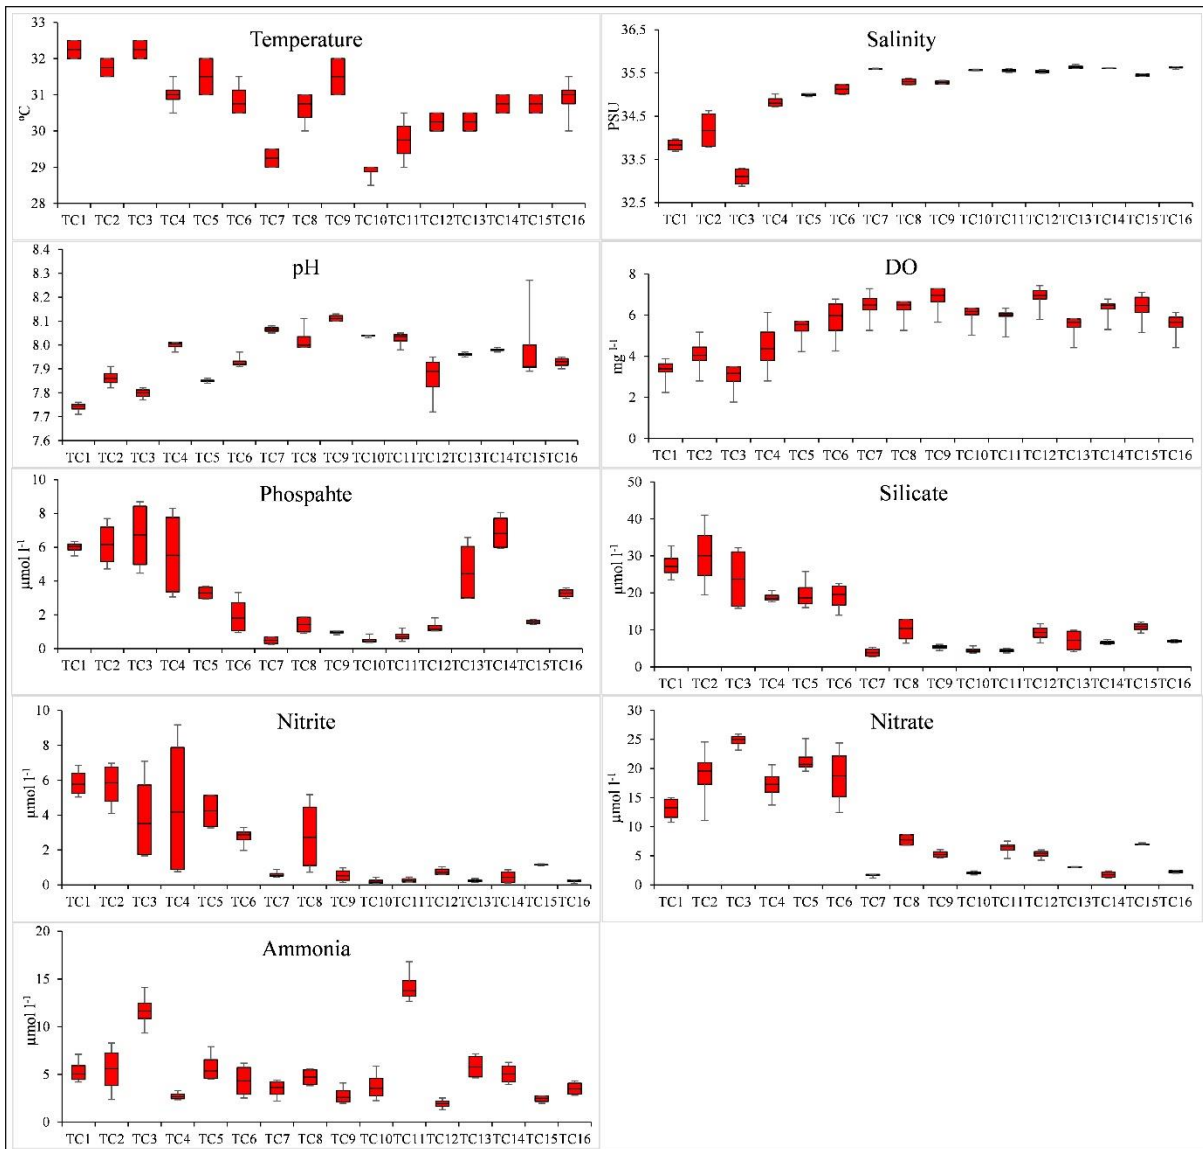 Temperature
ºC
33
32
31
30
29
28
TC1 TC2 TC3 TC4 TC5 TC6 TC7 TC8 TC9 TC10 TC11 TC12 TC13 TC14 TC15 TC16
Salinity
PSU
36.5
35.5
34.5
33.5
32.5
TC1 TC2 TC3 TC4 TC5 TC6 TC7 TC8 TC9 TC10 TC11 TC12 TC13 TC14 TC15 TC16
pH
8.4
8.3
8.2
8.1
8.0
7.9
7.8
7.7
7.6
TC1 TC2 TC3 TC4 TC5 TC6 TC7 TC8 TC9 TC10 TC11 TC12 TC13 TC14 TC15 TC16
DO
mg l-1
8
6
4
2
0
TC1 TC2 TC3 TC4 TC5 TC6 TC7 TC8 TC9 TC10 TC11 TC12 TC13 TC14 TC15 TC16
Phospahte
µmol l-1
10
8
6
4
2
0
TC1 TC2 TC3 TC4 TC5 TC6 TC7 TC8 TC9 TC10 TC11 TC12 TC13 TC14 TC15 TC16
Silicate
µmol l-1
50
40
30
20
10
0
TC1 TC2 TC3 TC4 TC5 TC6 TC7 TC8 TC9 TC10 TC11 TC12 TC13 TC14 TC15 TC16
Nitrite
µmol l-1
10
8
6
4
2
0
TC1 TC2 TC3 TC4 TC5 TC6 TC7 TC8 TC9 TC10 TC11 TC12 TC13 TC14 TC15 TC16
Nitrate
µmol l-1
30
25
20
15
10
5
0
TC1 TC2 TC3 TC4 TC5 TC6 TC7 TC8 TC9 TC10 TC11 TC12 TC13 TC14 TC15 TC16
Ammonia
µmol l-1
20
15
10
5
0
TC1 TC2 TC3 TC4 TC5 TC6 TC7 TC8 TC9 TC10 TC11 TC12 TC13 TC14 TC15 TC16